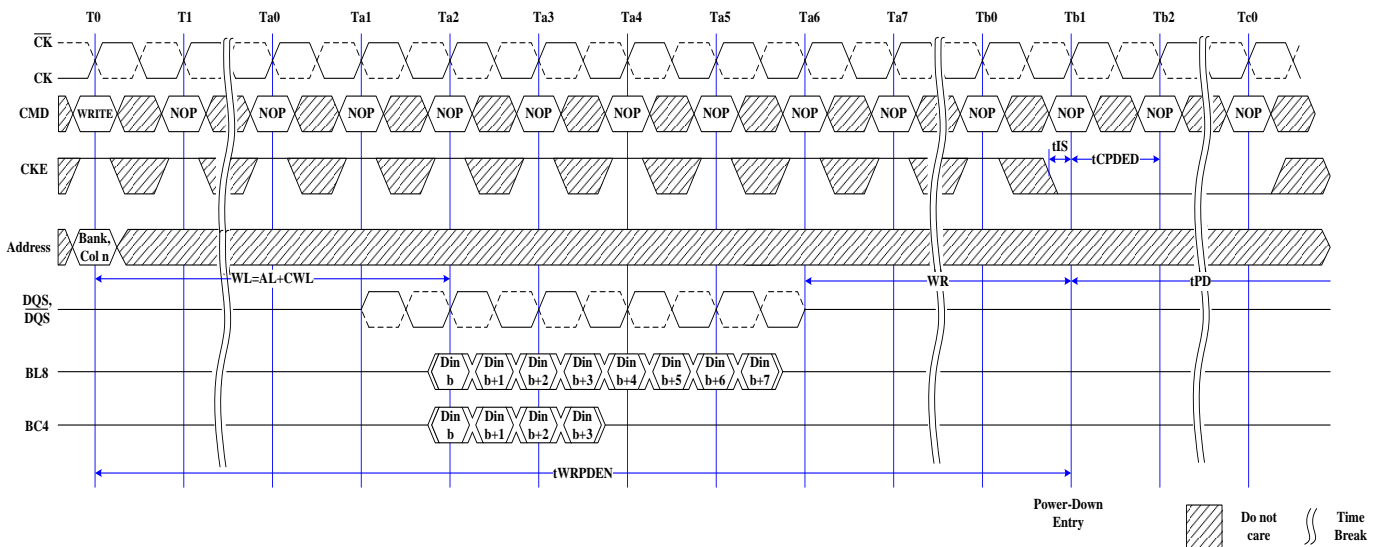 T0 T1 Ta0 Ta1 Ta2 Ta3 Ta4 Ta5 Ta6 Ta7 Tb0 Tb1 Tb2 Tc0
CK
CK
CMD WRITE NOP NOP NOP NOP NOP NOP NOP NOP NOP NOP NOP NOP NOP
tIS tCPDED
CKE
Address Bank,
Col n
WL=AL+CWL WR tPD
DQS,
DQS
BL8 Din
b Din
b+1 Din
b+2 Din
b+3 Din
b+4 Din
b+5 Din
b+6 Din
b+7
BC4 Din
b Din
b+1 Din
b+2 Din
b+3
tWRPDEN
Power-Down
Entry
Do not
care
Time
Break